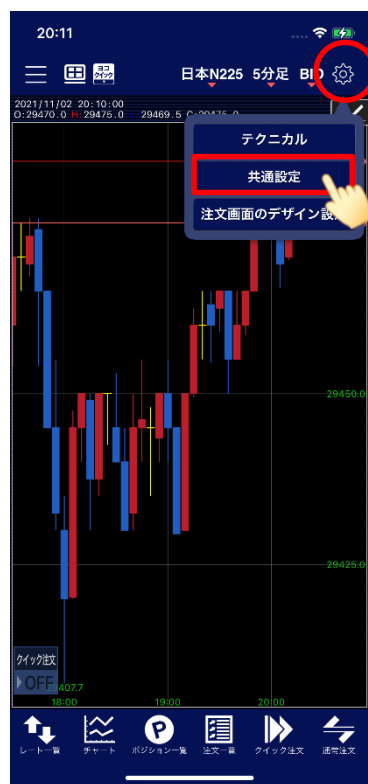 20:11
ヨコ
クイック
日本N225 5分足 BID
2021/11/02 20:10:00
O:29470.0 H:29475.0 29469.5 C:29475.0
テクニカル
共通設定
注文画面のデザイン設
29450.0
29425.0
クイック注文
OFF
407.7
18:00 19:00 20:00
レート一覧 チャート ポジション一覧 注文一覧 クイック注文 通常注文